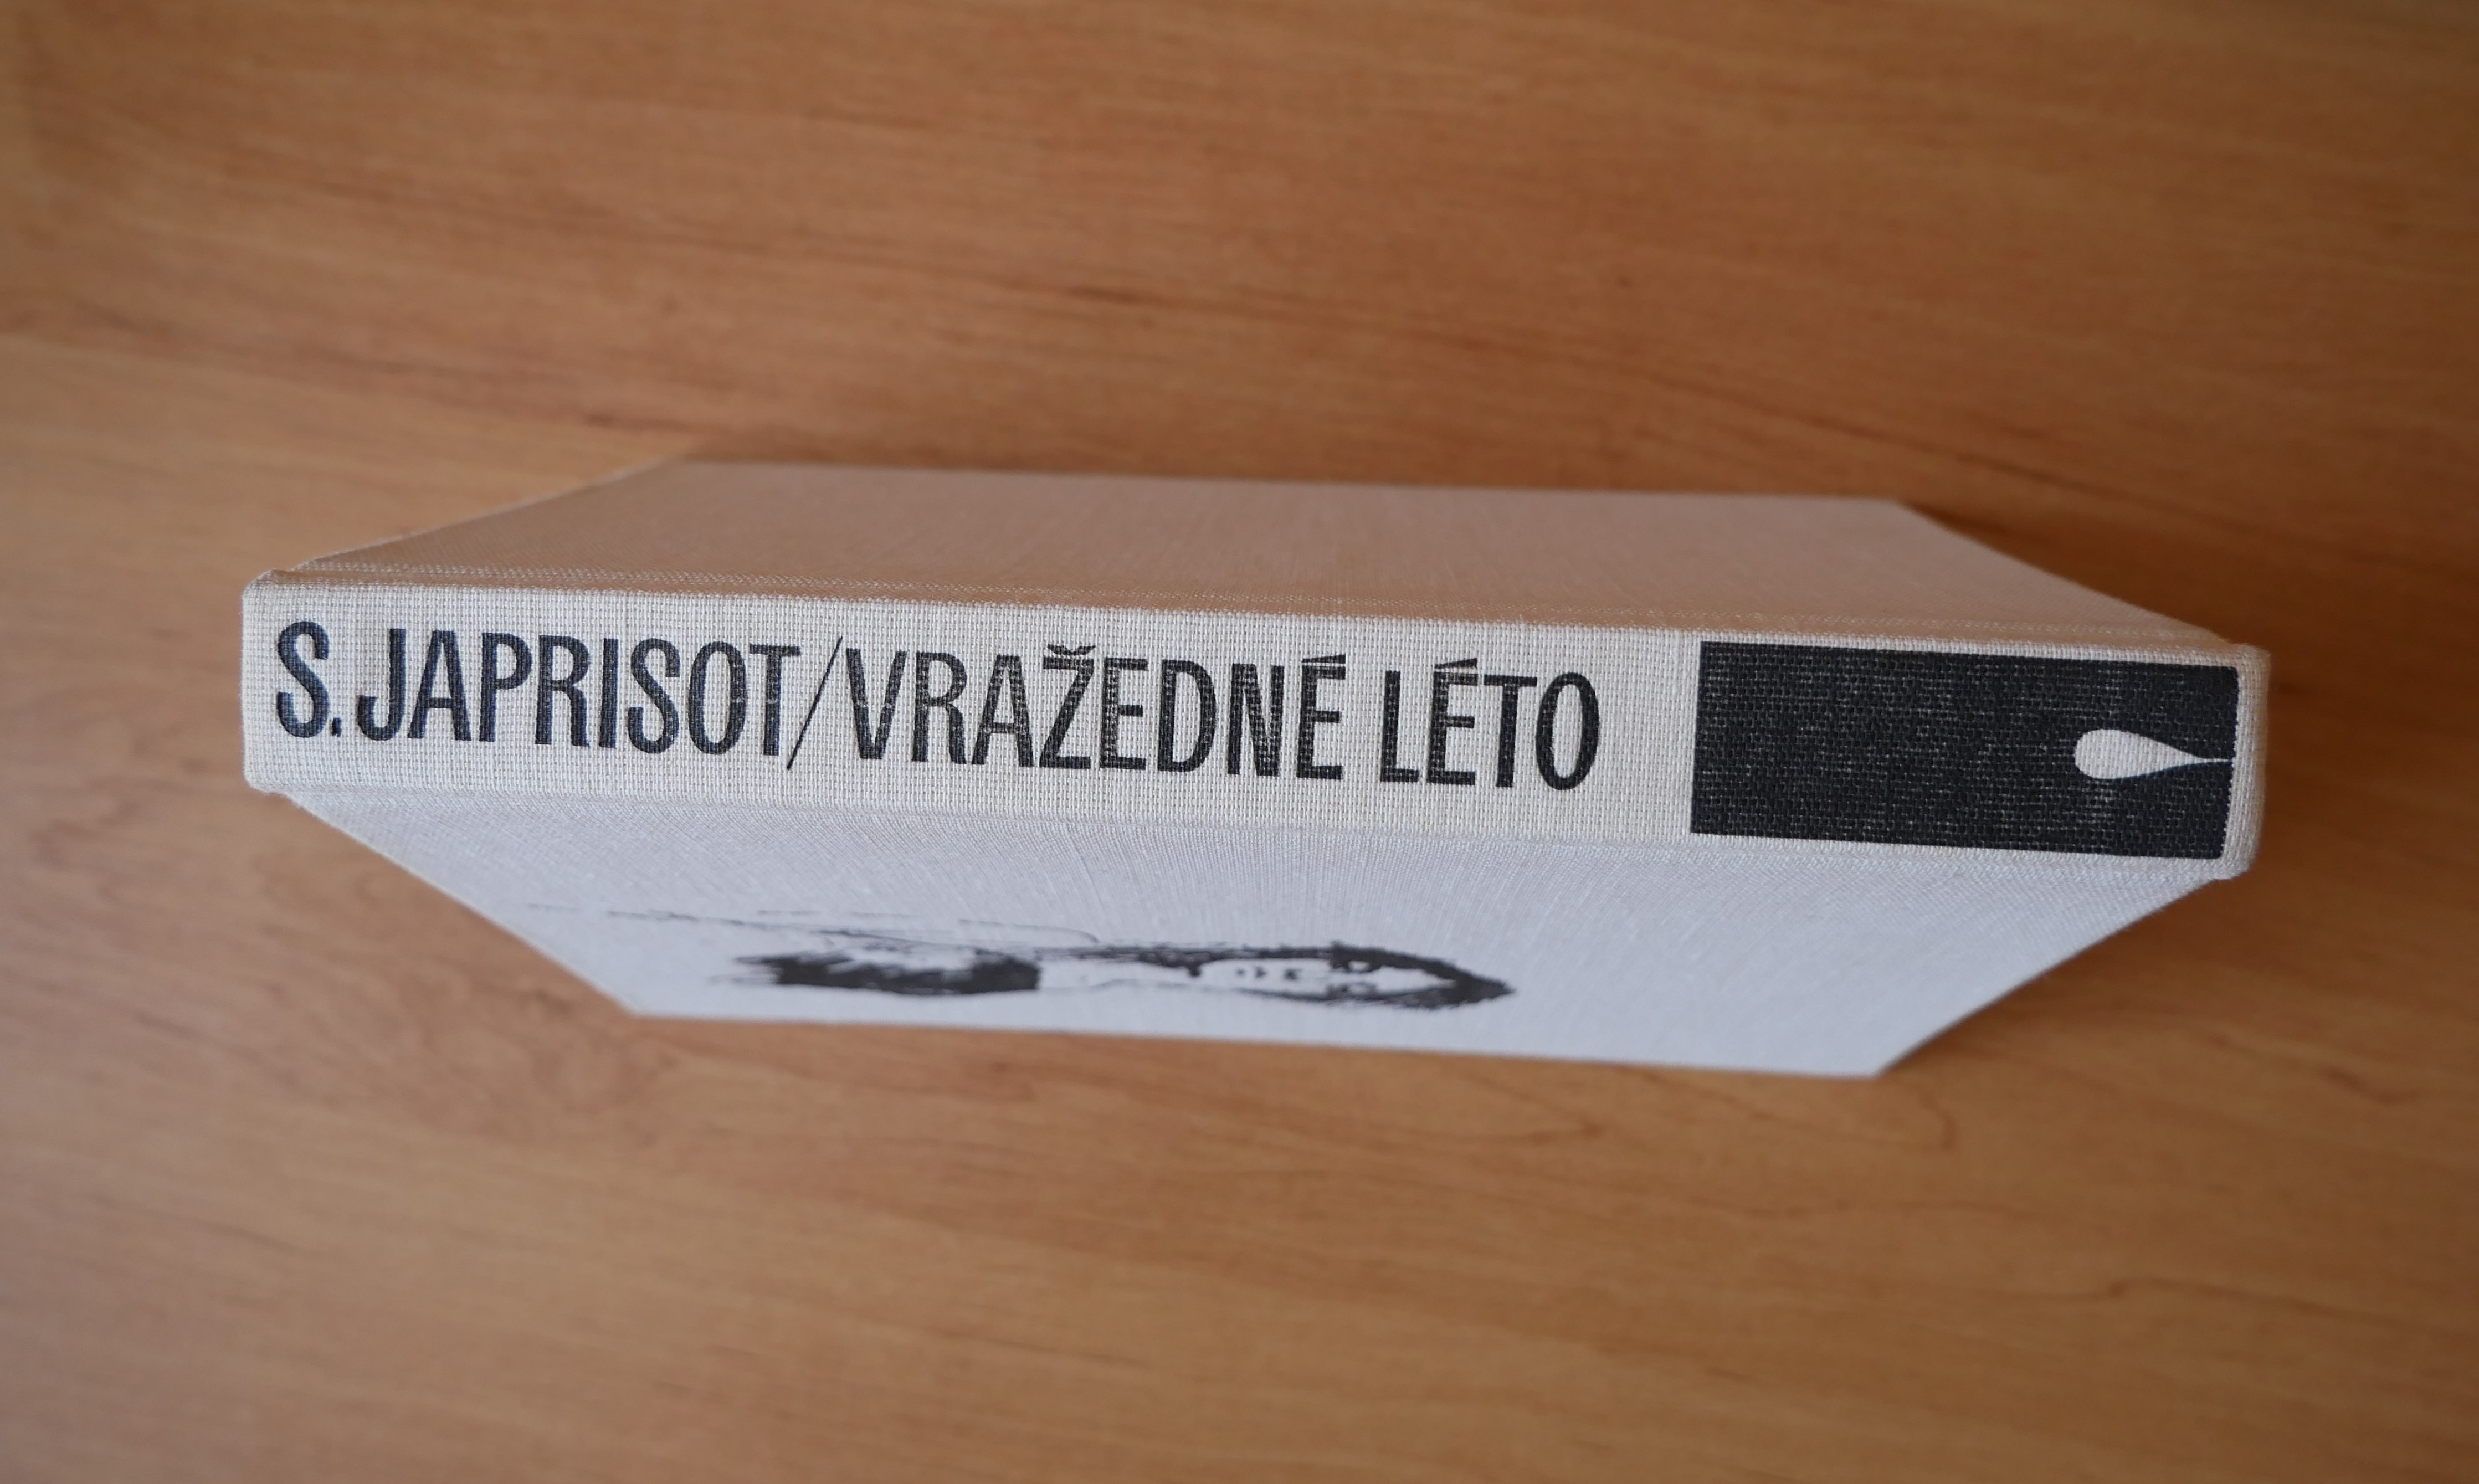 S. JAPRISOT/VRAŽEDNÉ LÉTO